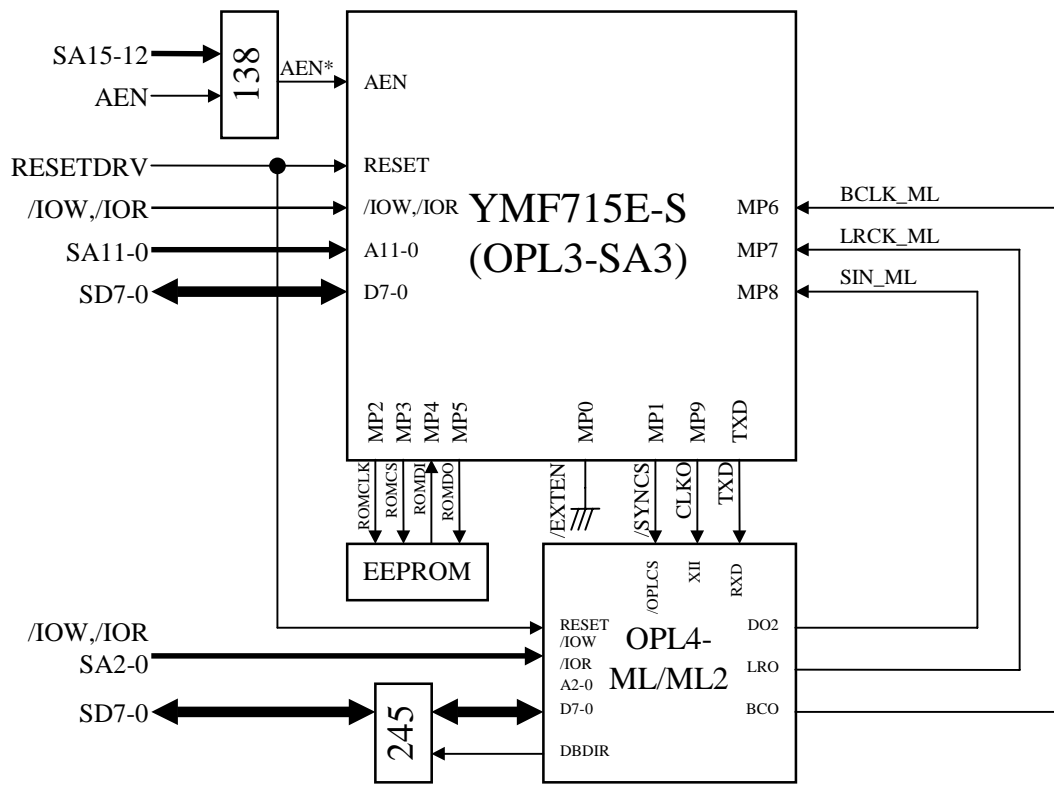 SA15-12
AEN
138
AEN*
AEN
RESETDRV
RESET
/IOW,/IOR
/IOW,/IOR
SA11-0
A11-0
SD7-0
D7-0
YMF715E-S
(OPL3-SA3)
MP6
BCLK_ML
MP7
LRCK_ML
MP8
SIN_ML
MP2
MP3
MP4
MP5
MP0
MP1
MP9
TXD
ROMCLK
ROMCS
ROMDI
ROMDO
/EXTEN
/SYNCS
CLKO
TXD
EEPROM
/OPLCS
XII
RXD
/IOW,/IOR
SA2-0
SD7-0
245
RESET
/IOW
/IOR
A2-0
D7-0
DBDIR
OPL4-
ML/ML2
DO2
LRO
BCO